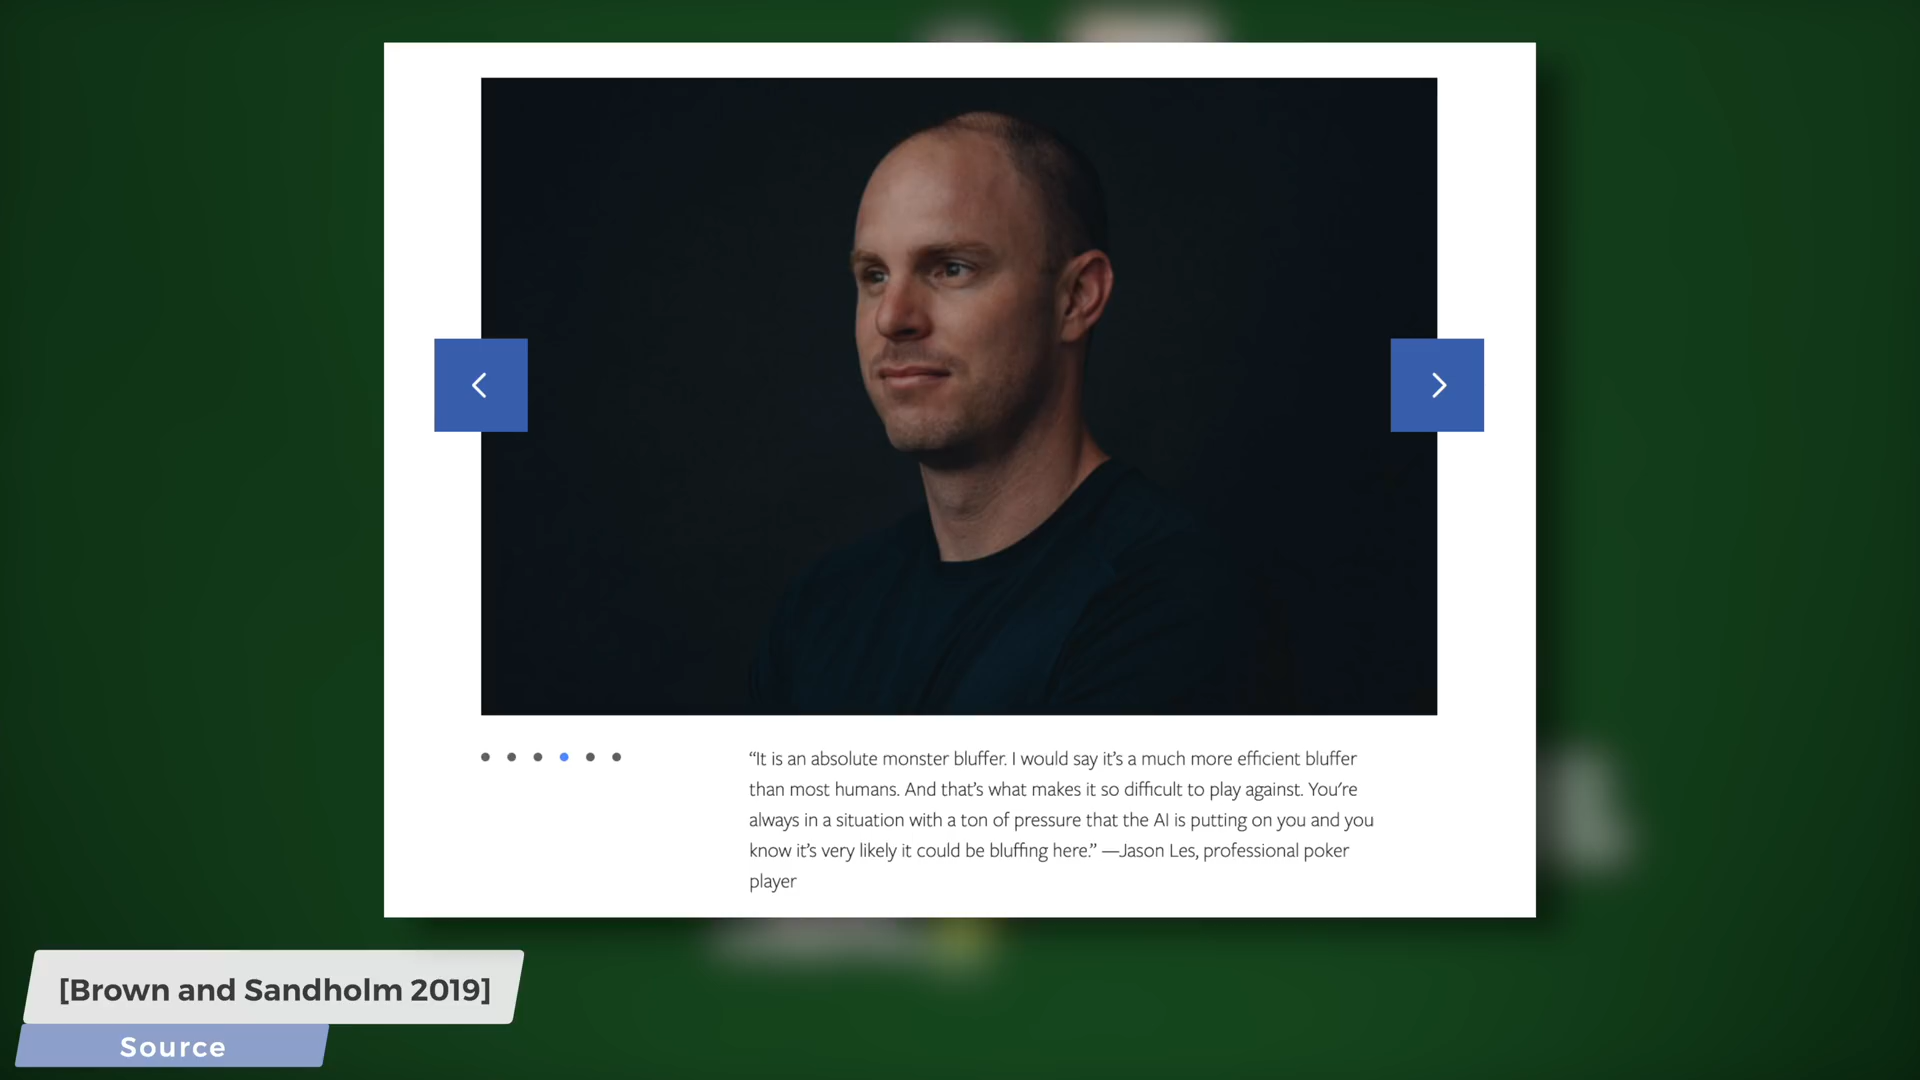 “It is an absolute monster bluffer. I would say it’s a much more efficient bluffer
than most humans. And that’s what makes it so difficult to play against. You’re
always in a situation with a ton of pressure that the AI is putting on you and you
know it’s very likely it could be bluffing here.” —Jason Les, professional poker
player
[Brown and Sandholm 2019]
Source